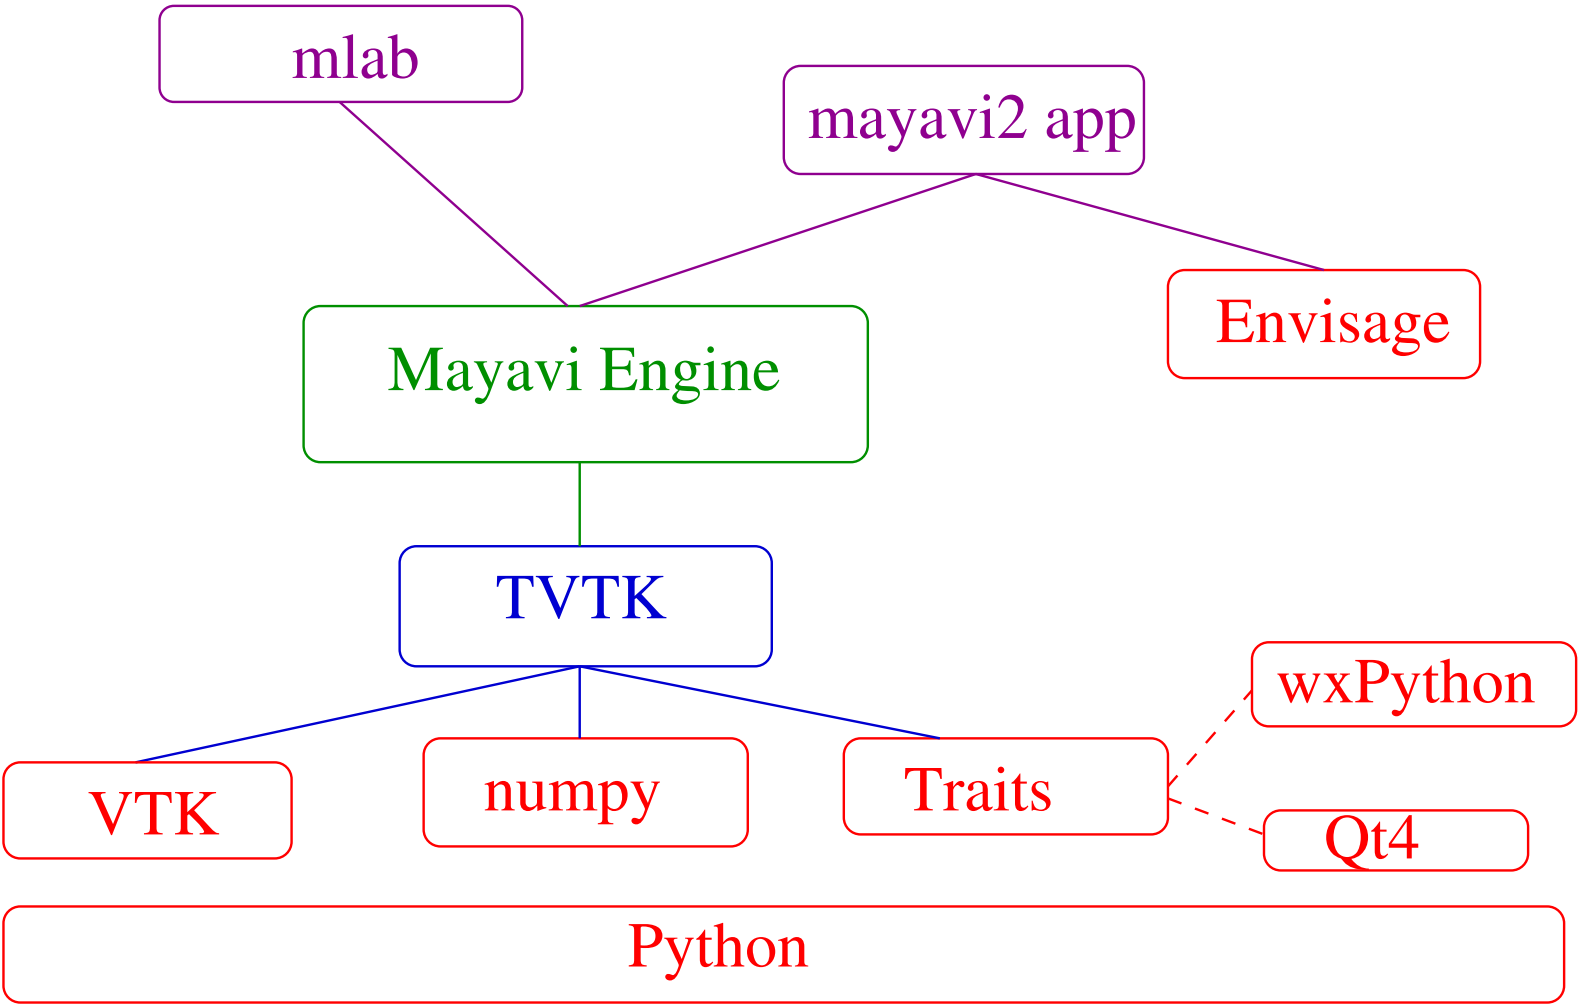 mlab
mayavi2 app
Envisage
Mayavi Engine
TVTK
wxPython
VTK
numpy
Traits
Qt4
Python